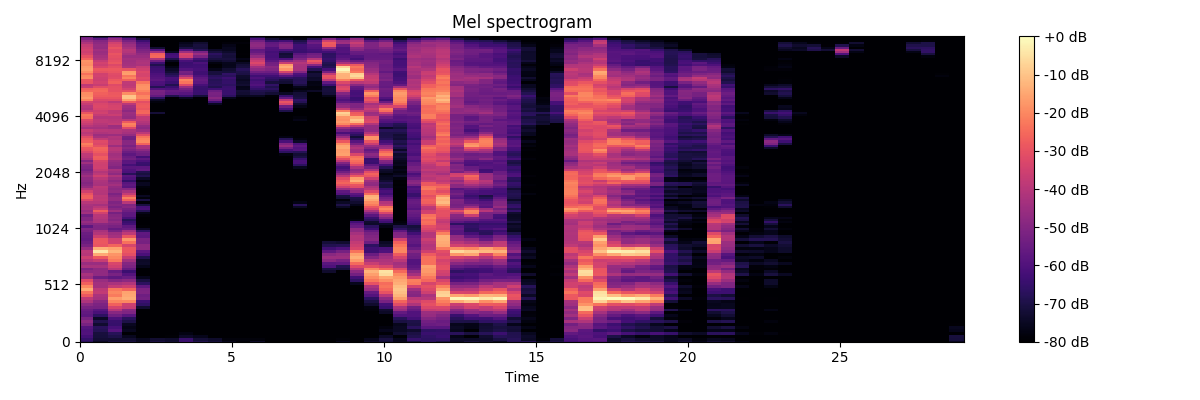 Mel spectrogram
Hz
8192
4096
2048
1024
512
0
0 5 10 15 20 25
Time
+0 dB
-10 dB
-20 dB
-30 dB
-40 dB
-50 dB
-60 dB
-70 dB
-80 dB